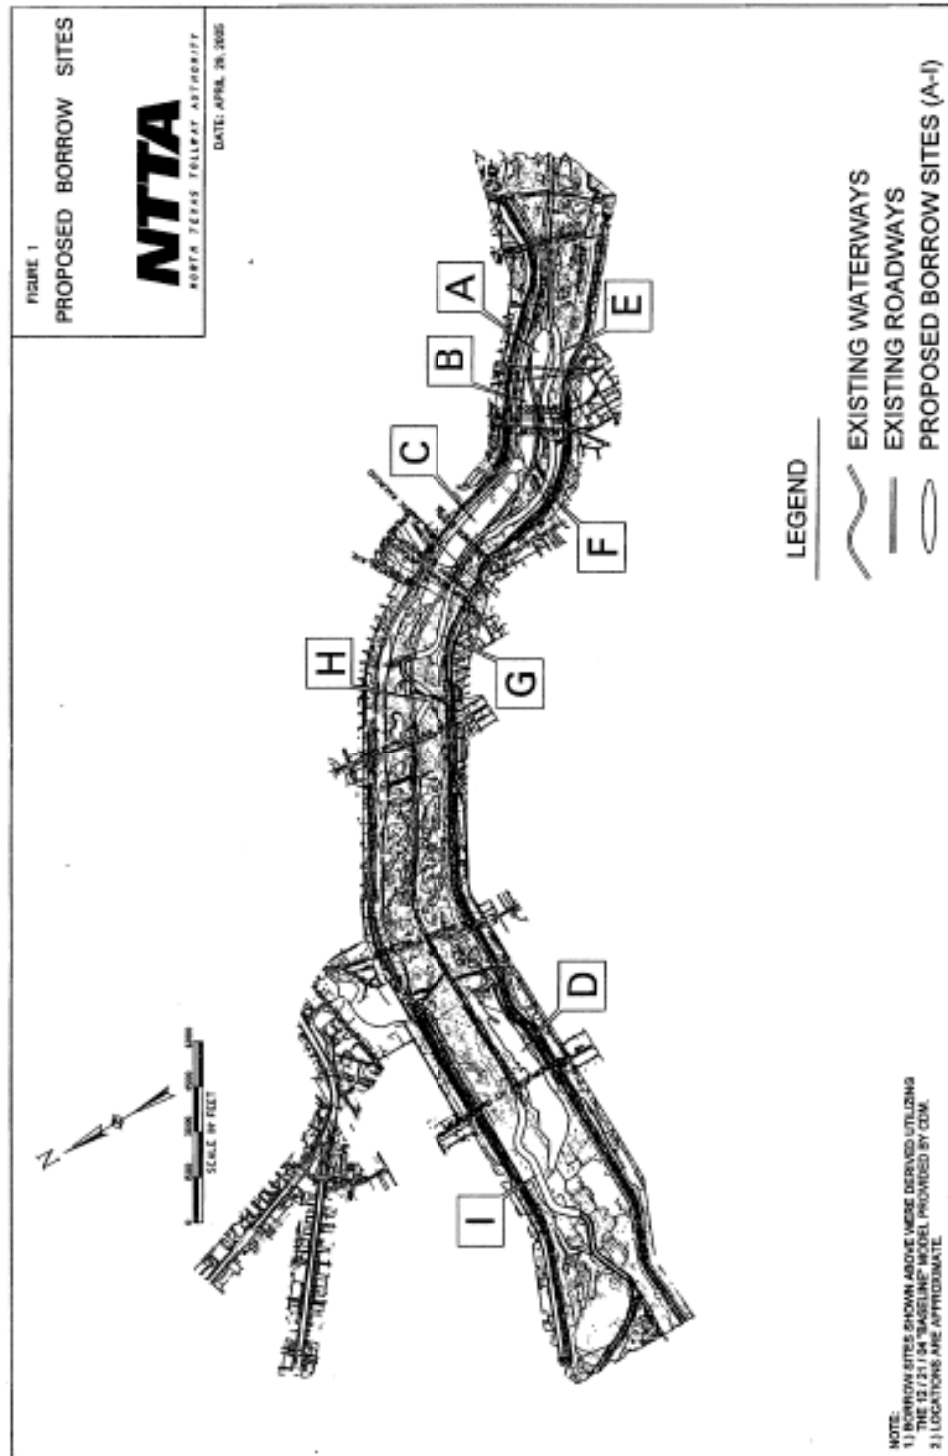 FIGURE 1
PROPOSED BORROW SITES
NTTA
NORTH TEXAS TOLLWAY AUTHORITY
DATE: APRIL 29, 2005
N
SCALE IN FEET
A
B
C
D
E
F
G
H
I
LEGEND
EXISTING WATERWAYS
EXISTING ROADWAYS
PROPOSED BORROW SITES (A-I)
NOTE:
1.) BORROW SITES SHOWN ABOVE WERE DERIVED UTILIZING
THE 12 / 21 / 04 "BASELINE" MODEL PROVIDED BY CDM.
2.) LOCATIONS ARE APPROXIMATE.